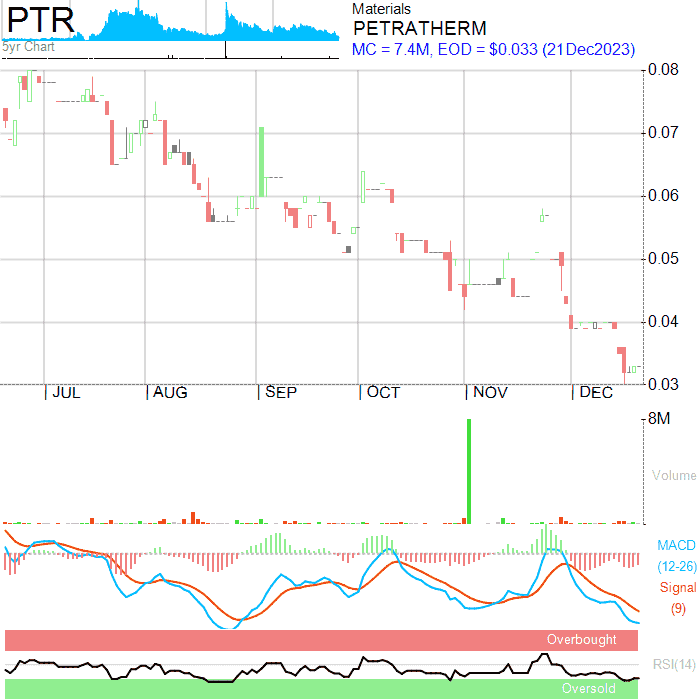 PTR
5yr Chart
Materials
PETRATHERM
MC = 7.4M, EOD = $0.033 (21Dec2023)
0.08
0.07
0.06
0.05
0.04
0.03
JUL AUG SEP OCT NOV DEC
8M
Volume
MACD
(12-26)
Signal
(9)
Overbought
RSI(14)
Oversold